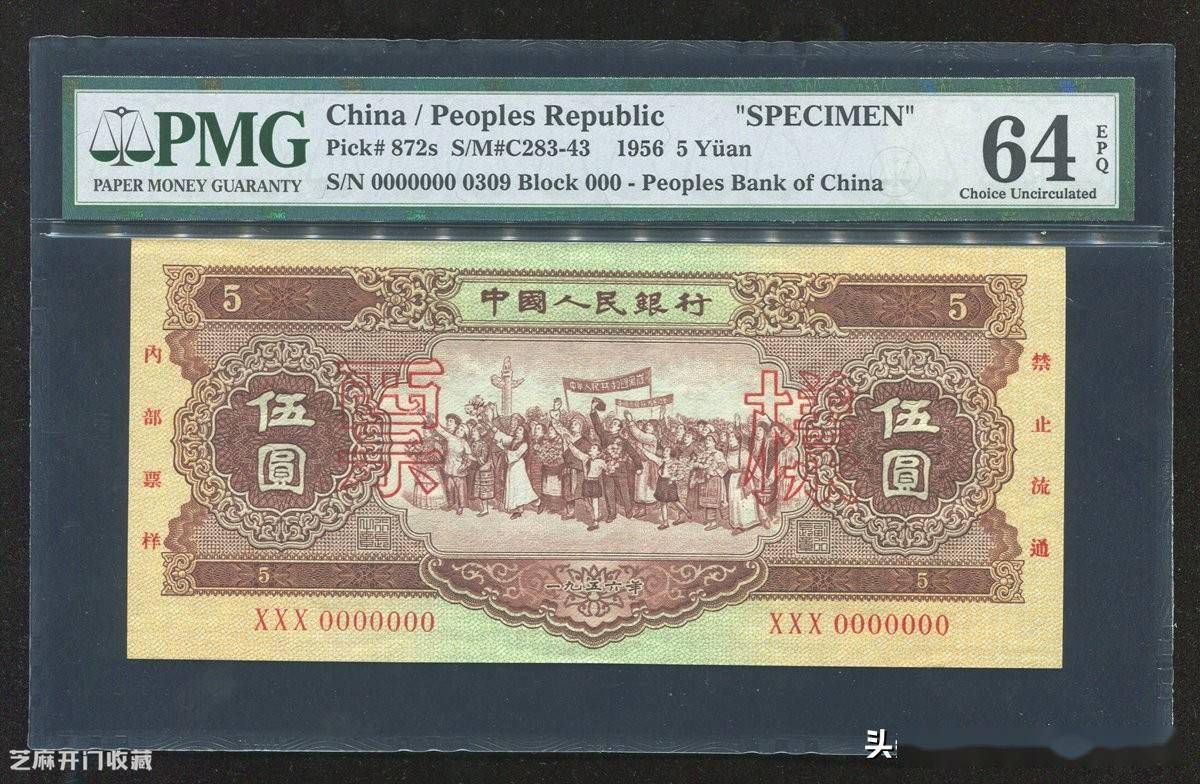 PMG
PAPER MONEY GUARANTY
China / Peoples Republic "SPECIMEN"
Pick# 872s S/M#C283-43 1956 5 Yüan
S/N 0000000 0309 Block 000 - Peoples Bank of China
64
EPQ
Choice Uncirculated
5
中國人民銀行
5
內部票样
伍圓
票
樣
伍圓
禁止流通
5
一九五六年
5
XXX 0000000
XXX 0000000
芝麻开门收藏
头